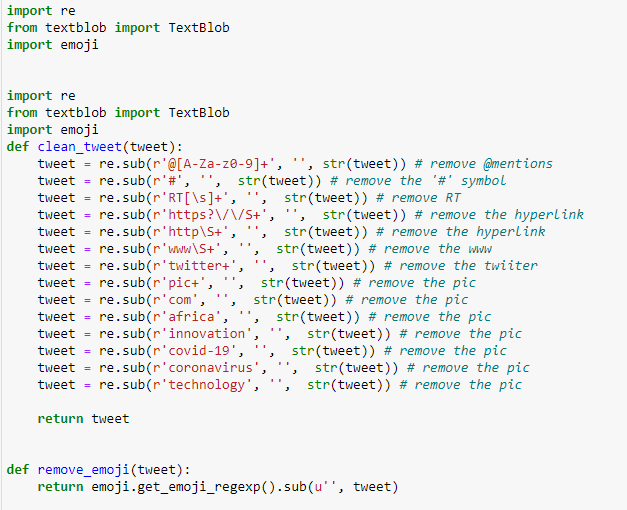 import re
from textblob import TextBlob
import emoji
import re
from textblob import TextBlob
import emoji
def clean_tweet(tweet):
    tweet = re.sub(r'@[A-Za-z0-9]+', '', str(tweet)) # remove @mentions
    tweet = re.sub(r'#', '',  str(tweet)) # remove the '#' symbol
    tweet = re.sub(r'RT[\s]+', '',  str(tweet)) # remove RT
    tweet = re.sub(r'https?\/\/S+', '',  str(tweet)) # remove the hyperlink
    tweet = re.sub(r'http\S+', '',  str(tweet)) # remove the hyperlink
    tweet = re.sub(r'www\S+', '',  str(tweet)) # remove the www
    tweet = re.sub(r'twitter+', '',  str(tweet)) # remove the twiiter
    tweet = re.sub(r'pic+', '',  str(tweet)) # remove the pic
    tweet = re.sub(r'com', '',  str(tweet)) # remove the pic
    tweet = re.sub(r'africa', '',  str(tweet)) # remove the pic
    tweet = re.sub(r'innovation', '',  str(tweet)) # remove the pic
    tweet = re.sub(r'covid-19', '',  str(tweet)) # remove the pic
    tweet = re.sub(r'coronavirus', '',  str(tweet)) # remove the pic
    tweet = re.sub(r'technology', '',  str(tweet)) # remove the pic
    return tweet
def remove_emoji(tweet):
    return emoji.get_emoji_regexp().sub(u'', tweet)